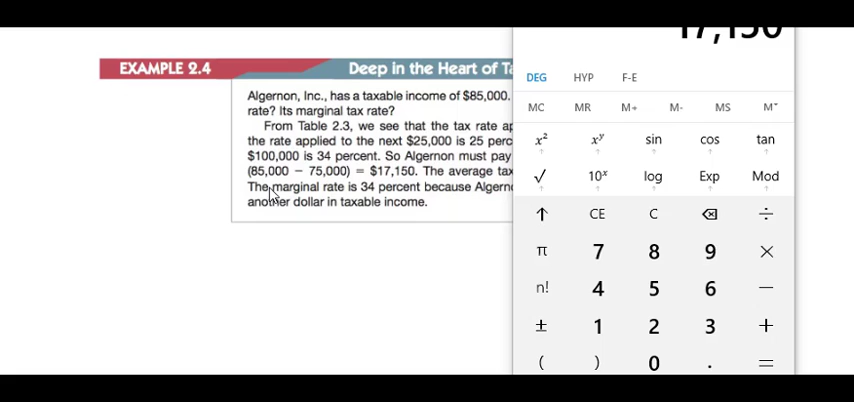 17,150
EXAMPLE 2.4
Deep in the Heart of
Algernon, Inc., has a taxable income of $85,000.
rate? Its marginal tax rate?
From Table 2.3, we see that the tax rate
the rate applied to the next $25,000 is 25
$100,000 is 34 percent. So Algernon must pay
(85,000 − 75,000) = $17,150. The average
The marginal rate is 34 percent because
another dollar in taxable income.
DEG HYP F-E
MC MR M+ M- MS M˅
x² xʸ sin cos tan
√ 10ˣ log Exp Mod
↑ CE C ⌫ ÷
π 7 8 9 ×
n! 4 5 6 −
± 1 2 3 +
( ) 0 . =